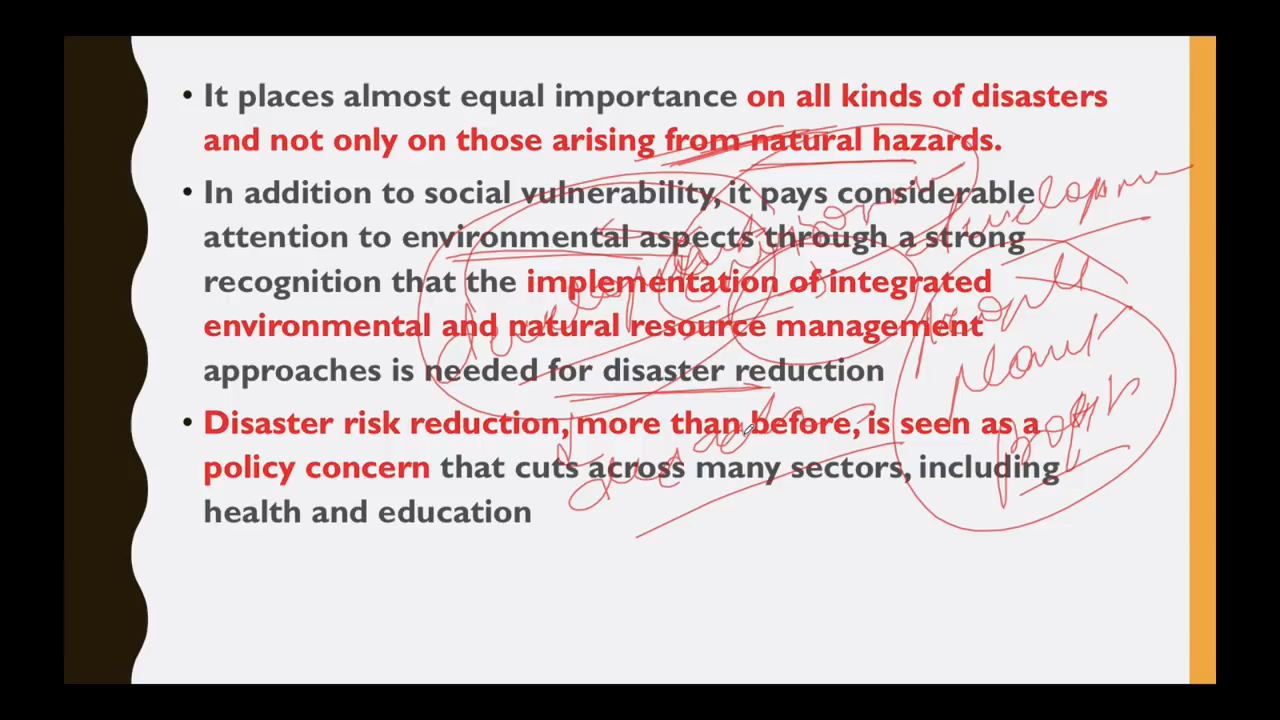 • It places almost equal importance on all kinds of disasters
and not only on those arising from natural hazards.
• In addition to social vulnerability, it pays considerable
attention to environmental aspects through a strong
recognition that the implementation of integrated
environmental and natural resource management
approaches is needed for disaster reduction
• Disaster risk reduction, more than before, is seen as a
policy concern that cuts across many sectors, including
health and education